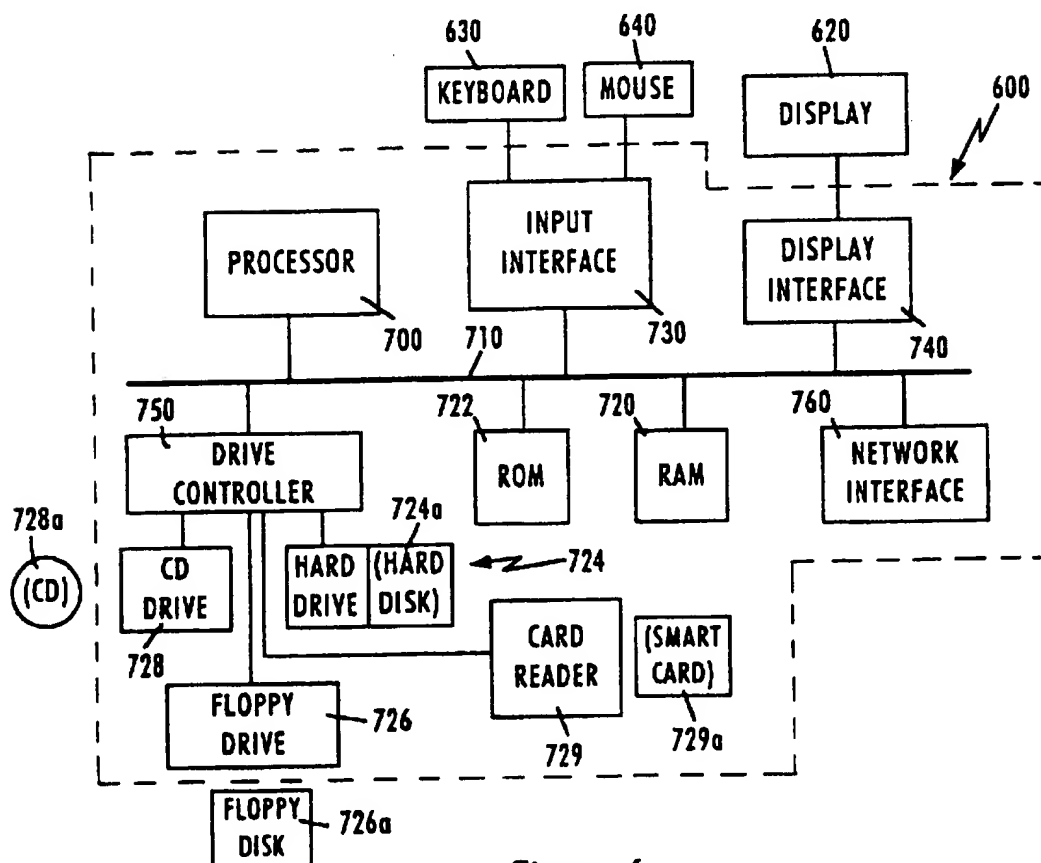 630
640
620
KEYBOARD
MOUSE
DISPLAY
600
PROCESSOR
INPUT
INTERFACE
DISPLAY
INTERFACE
700
710
730
740
750
722
720
760
DRIVE
CONTROLLER
ROM
RAM
NETWORK
INTERFACE
728a
(CD)
CD
DRIVE
728
724a
HARD
DRIVE
(HARD
DISK)
724
CARD
READER
729
(SMART
CARD)
729a
FLOPPY
DRIVE
726
FLOPPY
DISK
726a